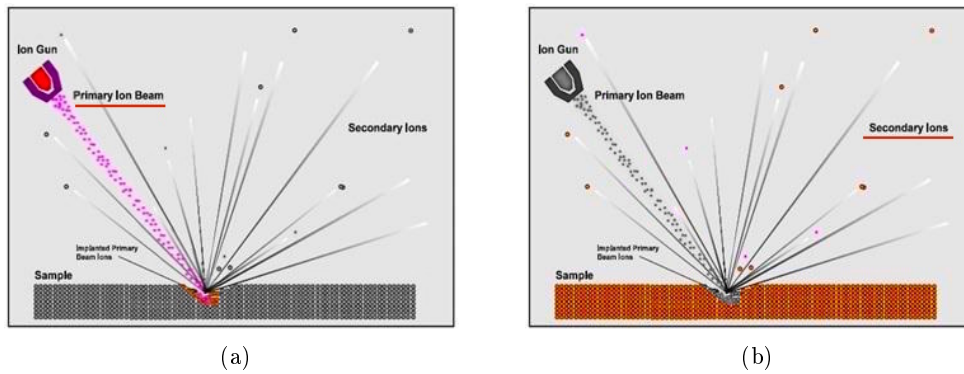 Ion Gun
Primary Ion Beam
Secondary Ions
Implanted Primary
Beam Ions
Sample
(a)
Ion Gun
Primary Ion Beam
Secondary Ions
Implanted Primary
Beam Ions
Sample
(b)